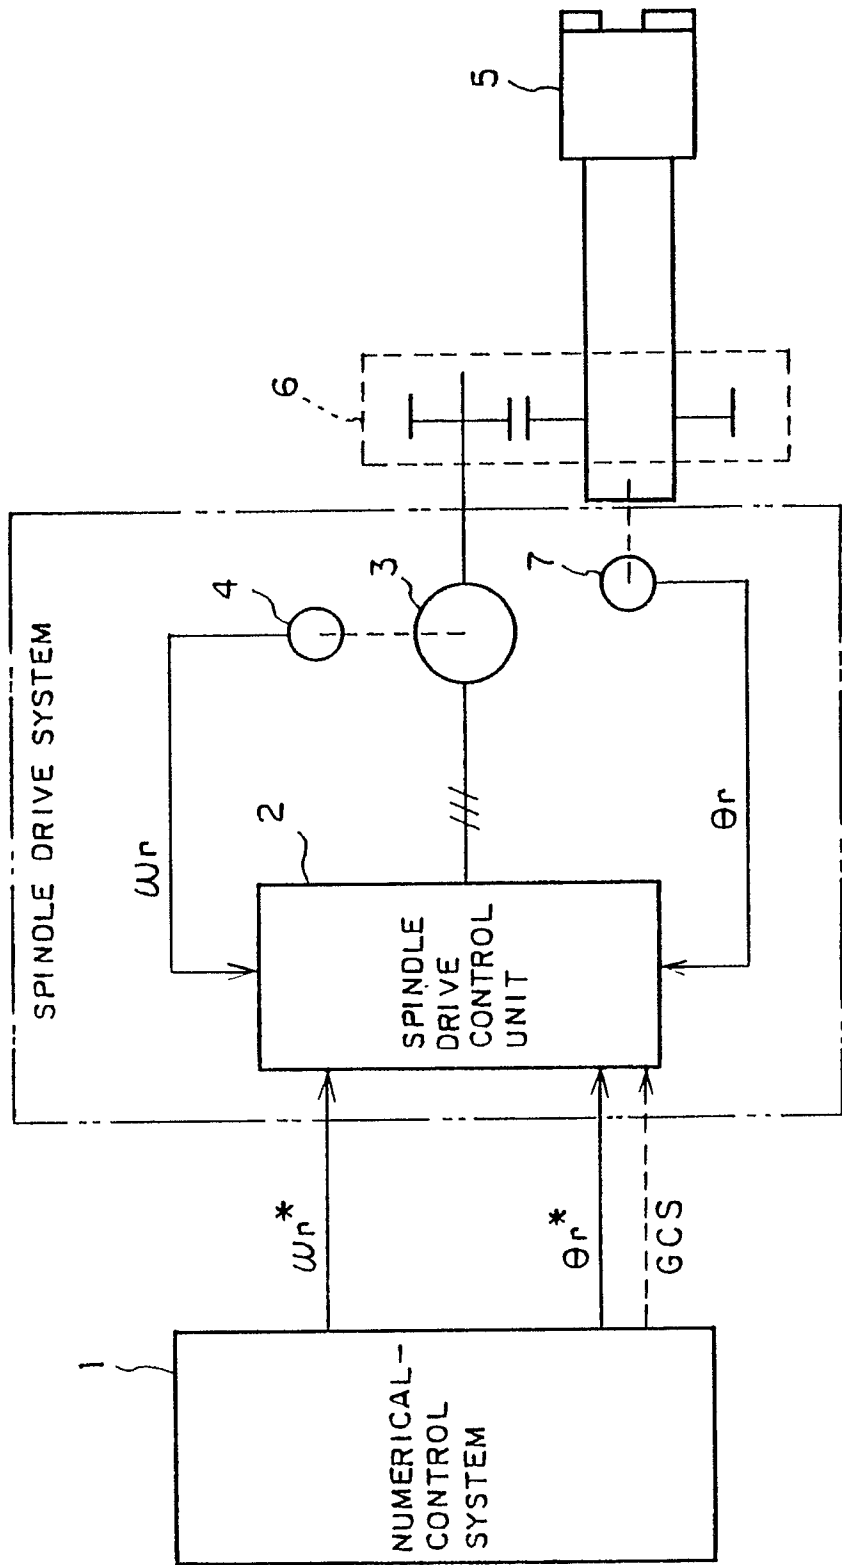 SPINDLE DRIVE SYSTEM
1
NUMERICAL-
CONTROL
SYSTEM
ωr*
θr*
GCS
2
SPINDLE
DRIVE
CONTROL
UNIT
ωr
θr
4
3
7
6
5